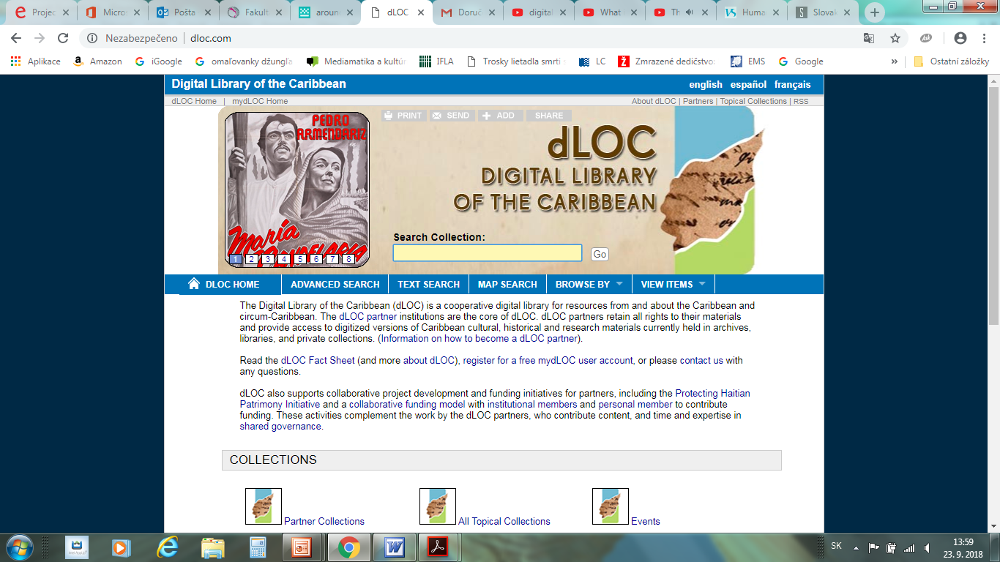 Projec
Micros
Pošta
Fakult
aroun
dLOC
Doruč
digital
What
Th
Huma
Slovak
Nezabezpečeno | dloc.com
Aplikace Amazon iGoogle omaľovanky džungľa Mediamatika a kultúr IFLA Trosky lietadla smrti s LC Zmrazené dedičstvo: EMS Google » Ostatní záložky
Digital Library of the Caribbean english español français
dLOC Home | mydLOC Home About dLOC | Partners | Topical Collections | RSS
PRINT SEND ADD SHARE
PEDRO
ARMENDARIZ
María
Candelaria
1 2 3 4 5 6 7 8
dLOC
DIGITAL LIBRARY
OF THE CARIBBEAN
Search Collection:
Go
DLOC HOME ADVANCED SEARCH TEXT SEARCH MAP SEARCH BROWSE BY VIEW ITEMS
The Digital Library of the Caribbean (dLOC) is a cooperative digital library for resources from and about the Caribbean and
circum-Caribbean. The dLOC partner institutions are the core of dLOC. dLOC partners retain all rights to their materials
and provide access to digitized versions of Caribbean cultural, historical and research materials currently held in archives,
libraries, and private collections. (Information on how to become a dLOC partner).
Read the dLOC Fact Sheet (and more about dLOC), register for a free mydLOC user account, or please contact us with
any questions.
dLOC also supports collaborative project development and funding initiatives for partners, including the Protecting Haitian
Patrimony Initiative and a collaborative funding model with institutional members and personal member to contribute
funding. These activities complement the work by the dLOC partners, who contribute content, and time and expertise in
shared governance.
COLLECTIONS
Partner Collections All Topical Collections Events
SK
13:59
23. 9. 2018